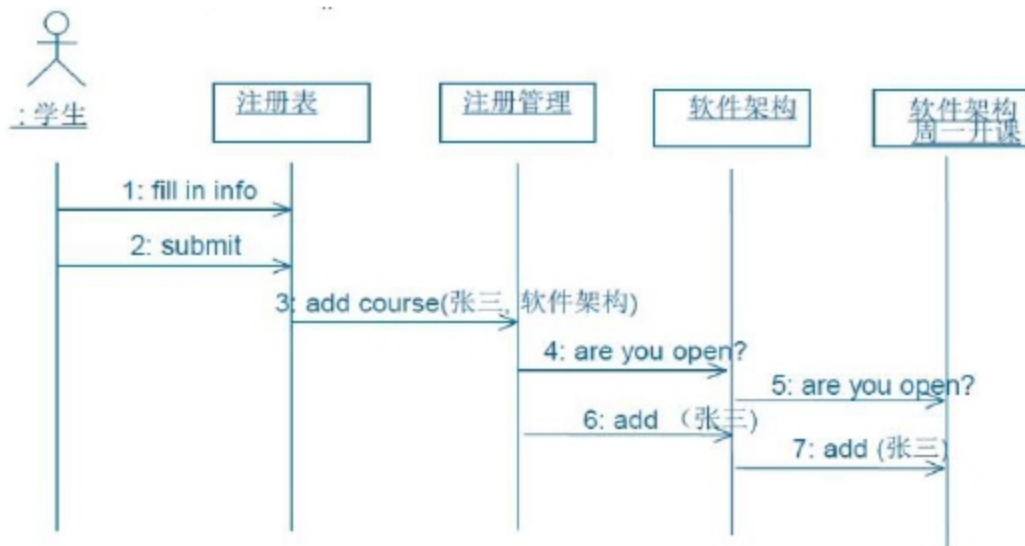 : 学生
注册表
注册管理
软件架构
软件架构
周一开课
1: fill in info
2: submit
3: add course(张三, 软件架构)
4: are you open?
5: are you open?
6: add （张三)
7: add (张三)